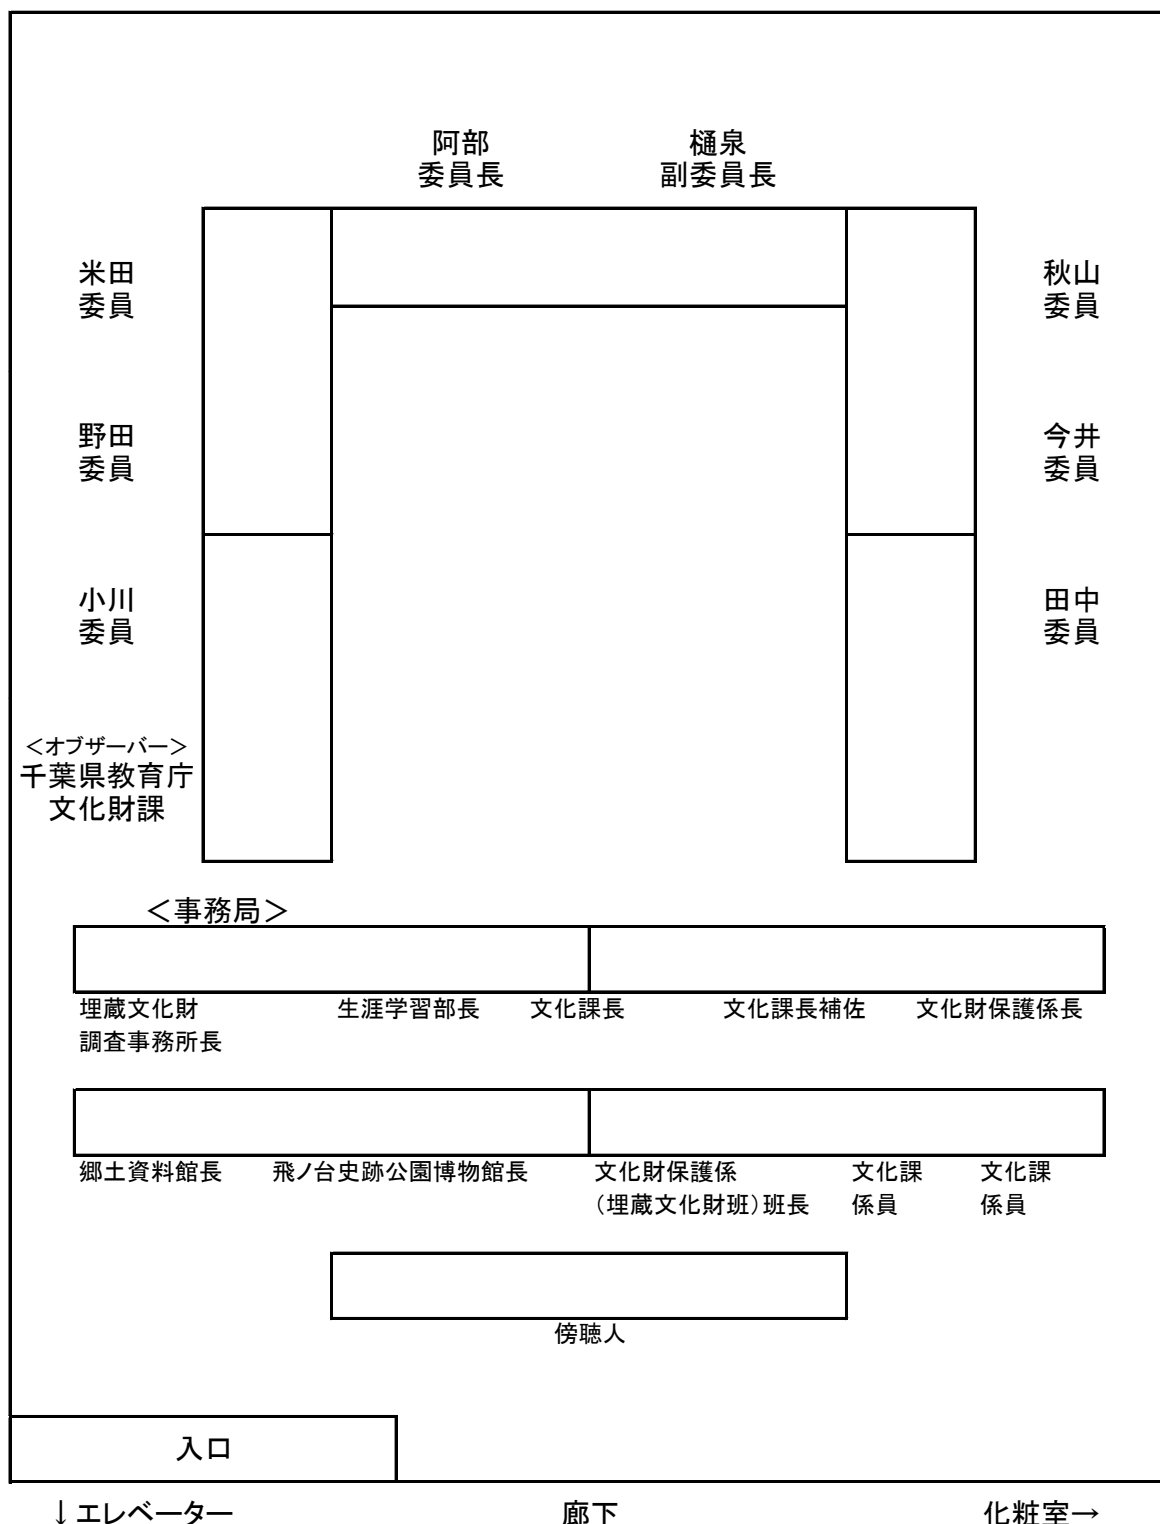 阿部
委員長
樋泉
副委員長
米田
委員
秋山
委員
野田
委員
今井
委員
小川
委員
田中
委員
＜オブザーバー＞
千葉県教育庁
文化財課
＜事務局＞
埋蔵文化財
調査事務所長
生涯学習部長
文化課長
文化課長補佐
文化財保護係長
郷土資料館長
飛ノ台史跡公園博物館長
文化財保護係
（埋蔵文化財班）班長
文化課
係員
文化課
係員
傍聴人
入口
↓エレベーター
廊下
化粧室→